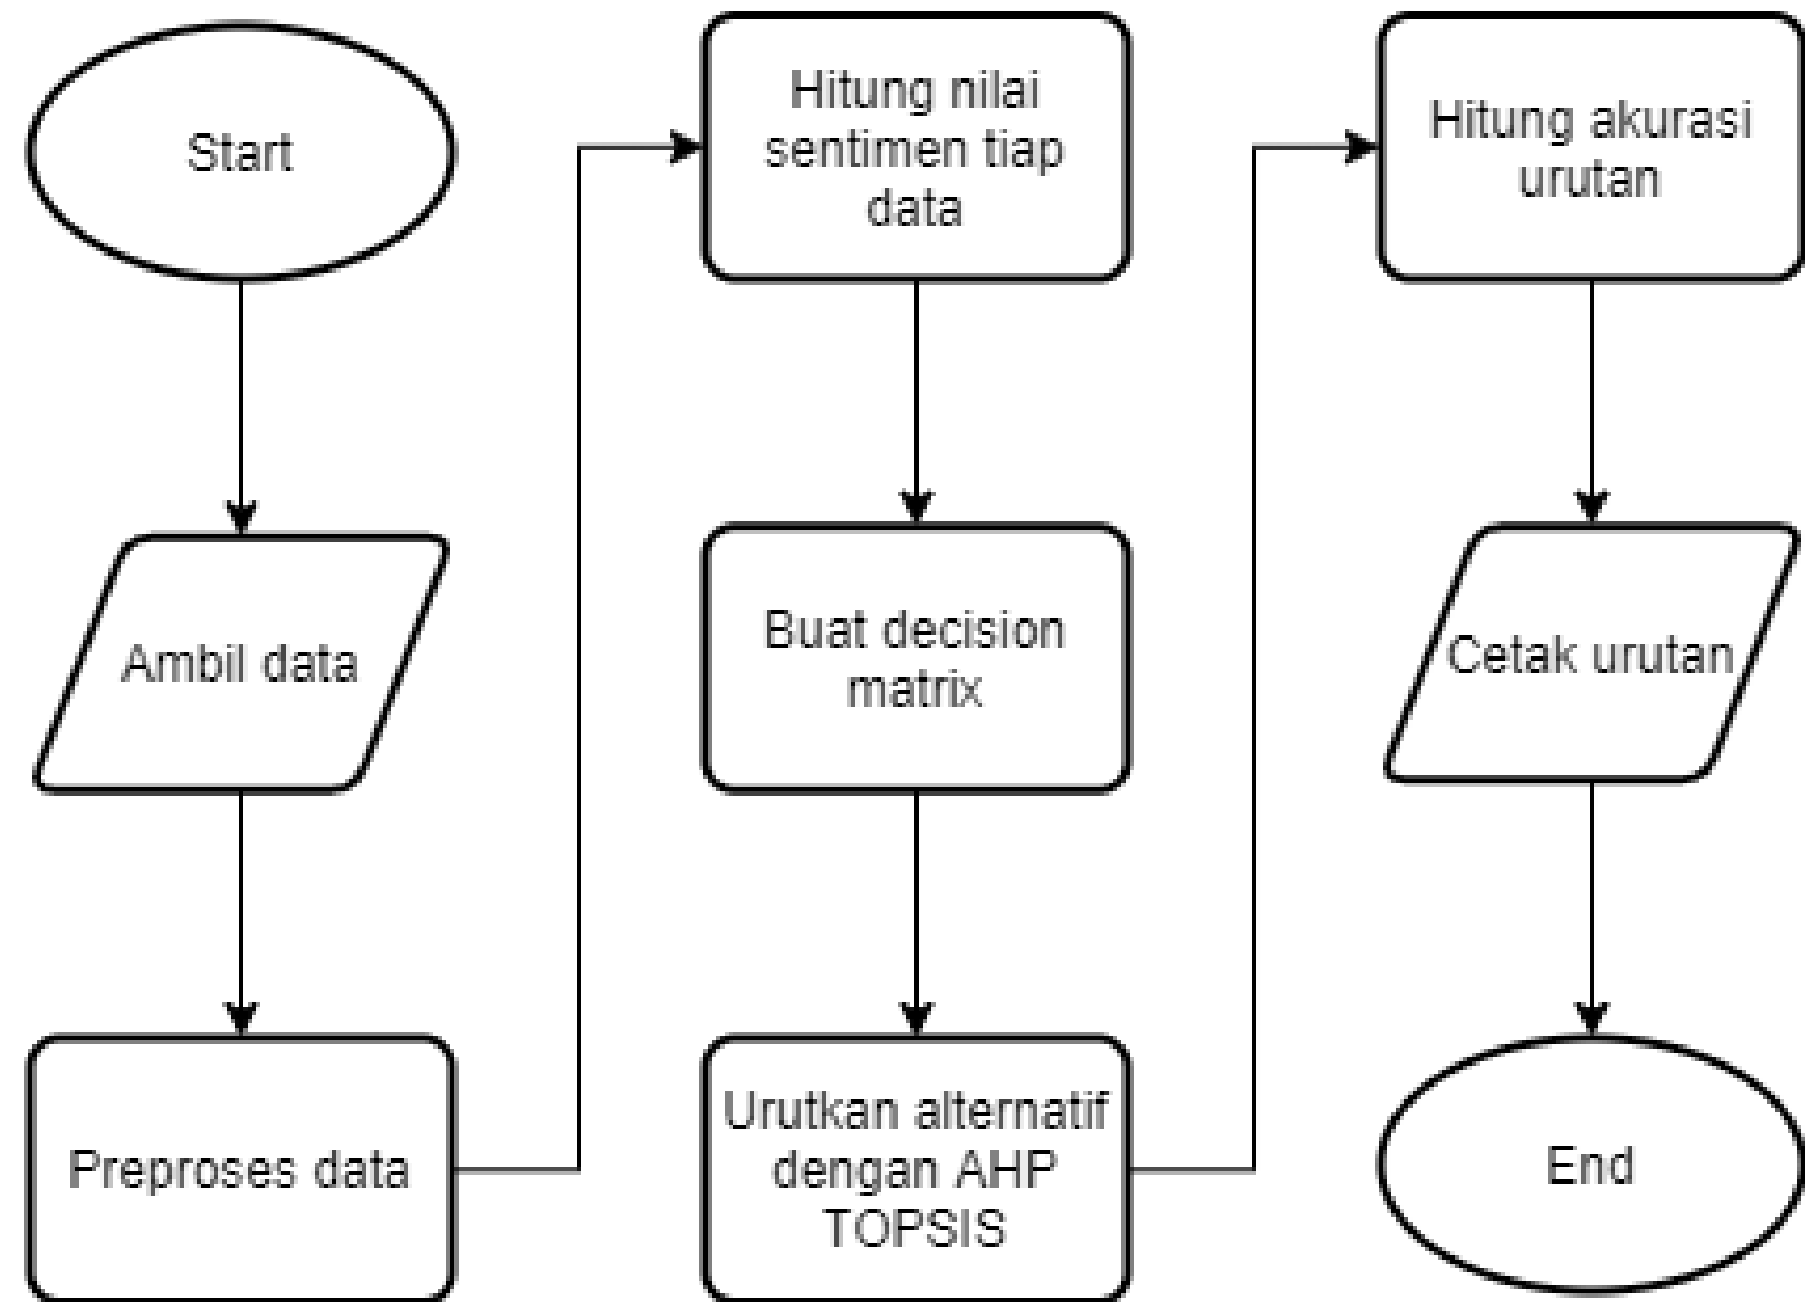 Start
Ambil data
Preproses data
Hitung nilai
sentimen tiap
data
Buat decision
matrix
Urutkan alternatif
dengan AHP
TOPSIS
Hitung akurasi
urutan
Cetak urutan
End